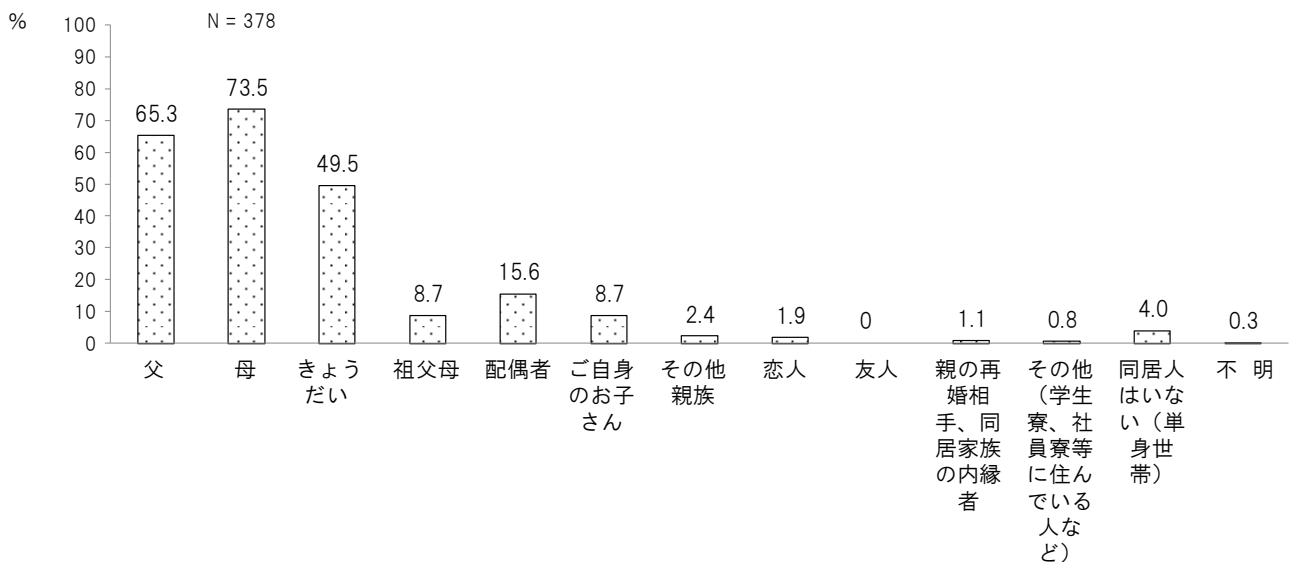 %
N = 378
100
90
80
70
60
50
40
30
20
10
0
65.3
73.5
49.5
8.7
15.6
8.7
2.4
1.9
0
1.1
0.8
4.0
0.3
父
母
きょう
だい
祖父母
配偶者
ご自身
のお子
さん
その他
親族
恋人
友人
親の再
婚相
手、同
居家族
の内縁
者
その他
（学生
寮、社
員寮等
に住ん
でいる
人な
ど）
同居人
はいな
い（単
身世
帯）
不 明